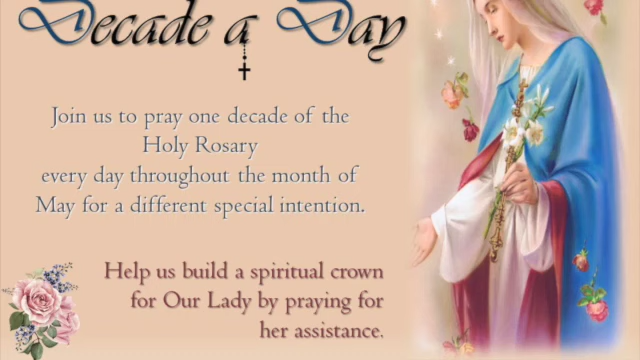 Decade a Day
Join us to pray one decade of the
Holy Rosary
every day throughout the month of
May for a different special intention.
Help us build a spiritual crown
for Our Lady by praying for
her assistance.